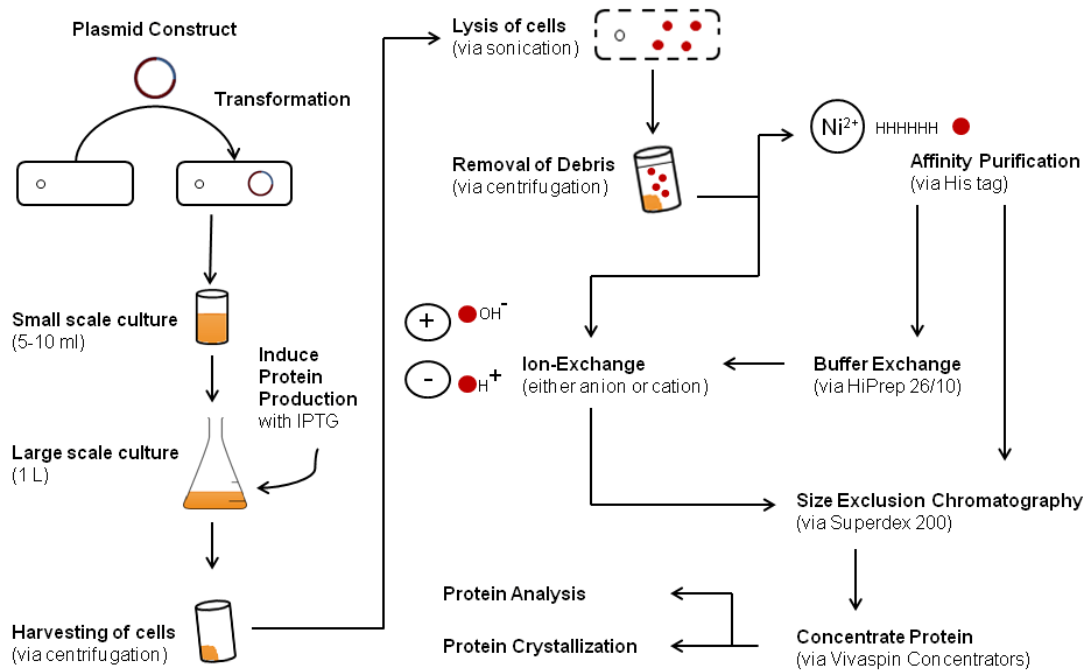 Plasmid Construct
Transformation
Small scale culture
(5-10 ml)
Induce
Protein
Production
with IPTG
Large scale culture
(1 L)
Harvesting of cells
(via centrifugation)
Lysis of cells
(via sonication)
Removal of Debris
(via centrifugation)
Ni²⁺ HHHHHH
Affinity Purification
(via His tag)
+ OH⁻
- H⁺
Ion-Exchange
(either anion or cation)
Buffer Exchange
(via HiPrep 26/10)
Size Exclusion Chromatography
(via Superdex 200)
Protein Analysis
Protein Crystallization
Concentrate Protein
(via Vivaspin Concentrators)